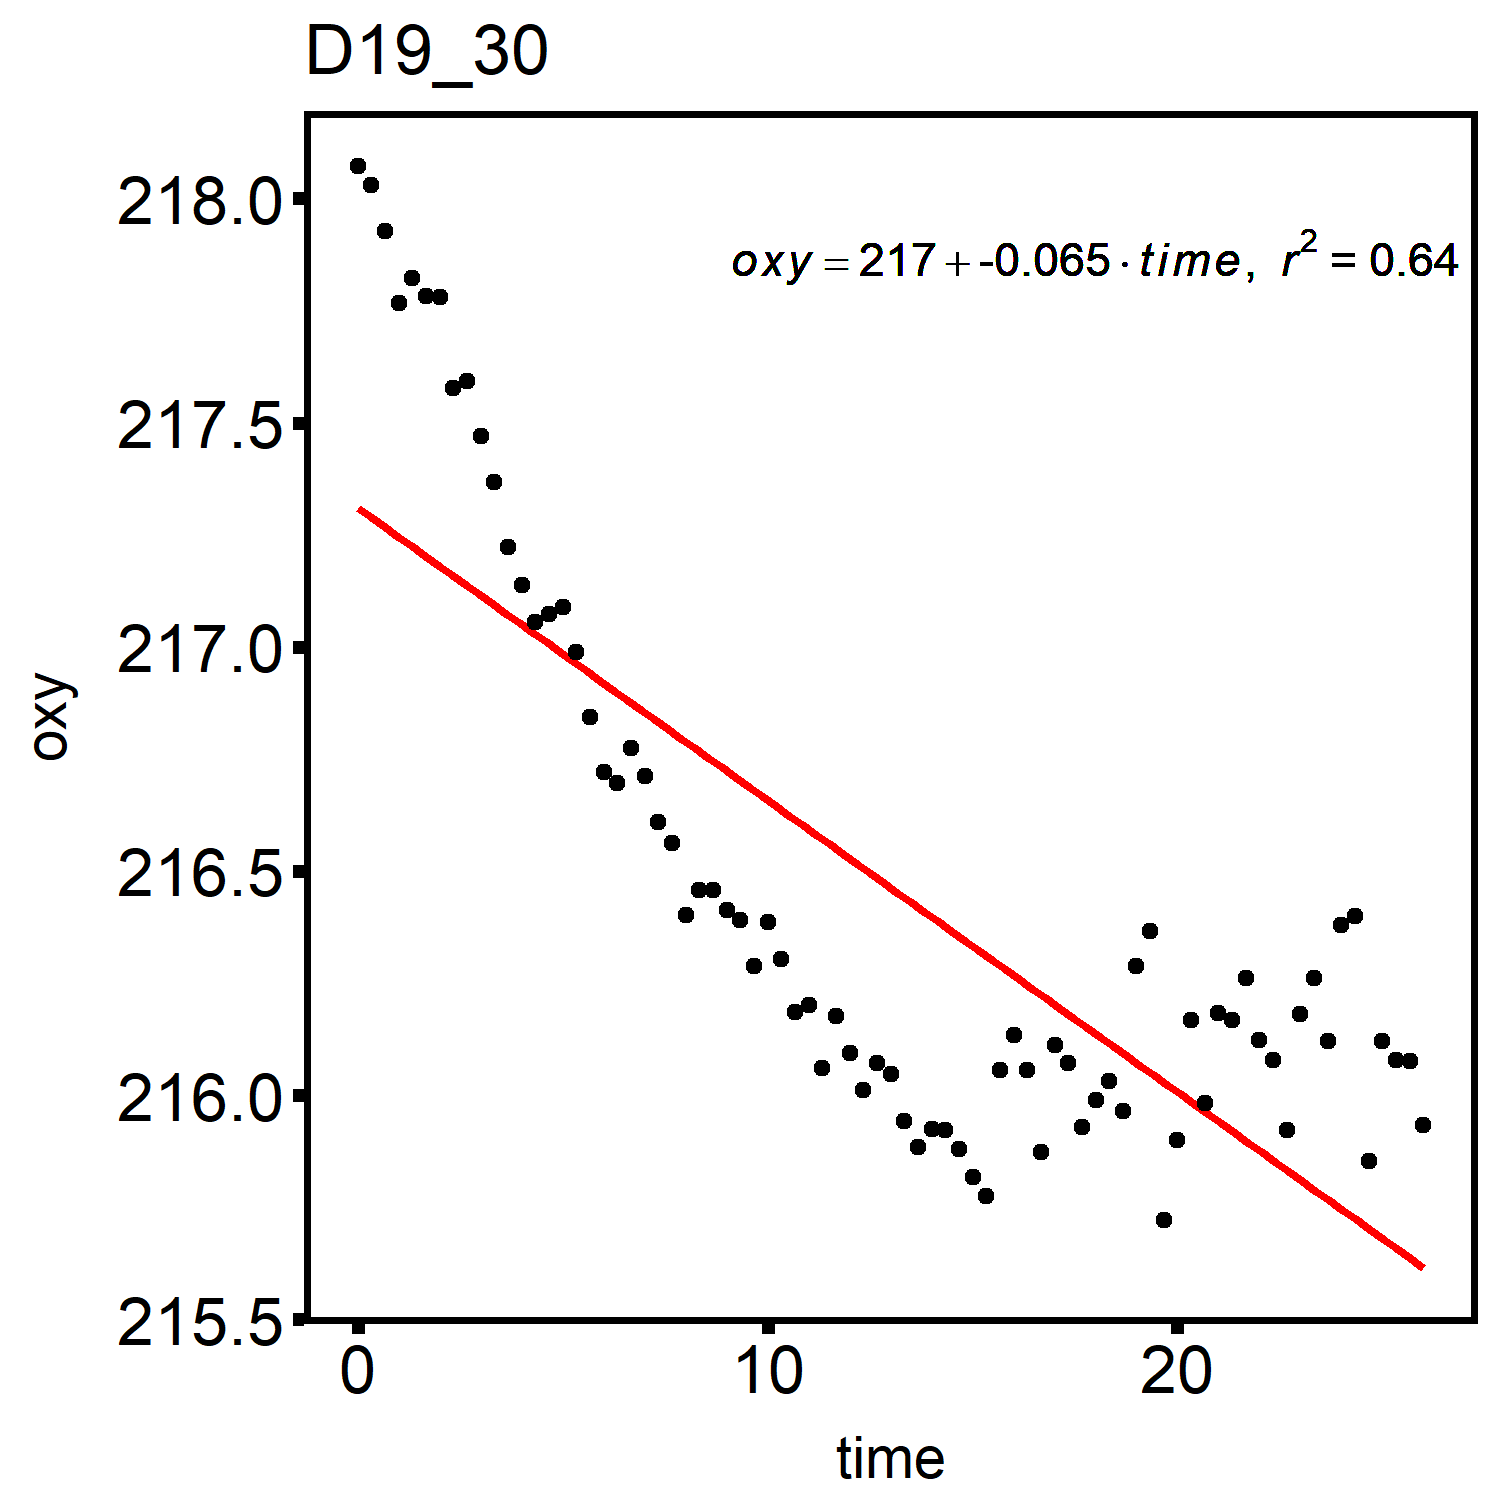 D19_30
oxy = 217 + -0.065 · time, r² = 0.64
218.0
217.5
217.0
216.5
216.0
215.5
oxy
0 10 20
time